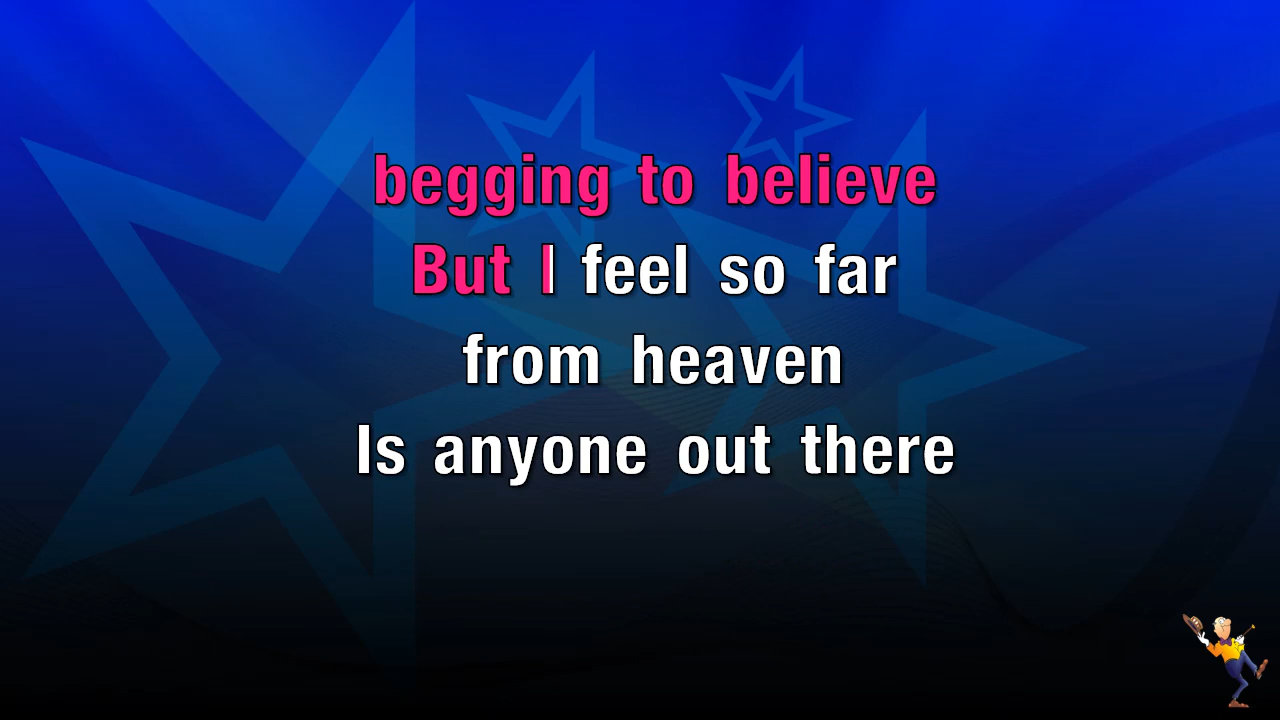 begging to believe
But I feel so far
from heaven
Is anyone out there